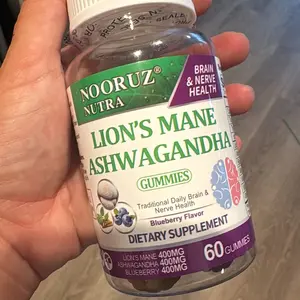 NOORUZ®
NUTRA
BRAIN
& NERVE
HEALTH
LION'S MANE
ASHWAGANDHA
GUMMIES
Traditional Daily Brain &
Nerve Health
Blueberry Flavor
DIETARY SUPPLEMENT
LION'S MANE 400MG
ASHWAGANDHA 400MG
BLUEBERRY 400MG
60 GUMMIES